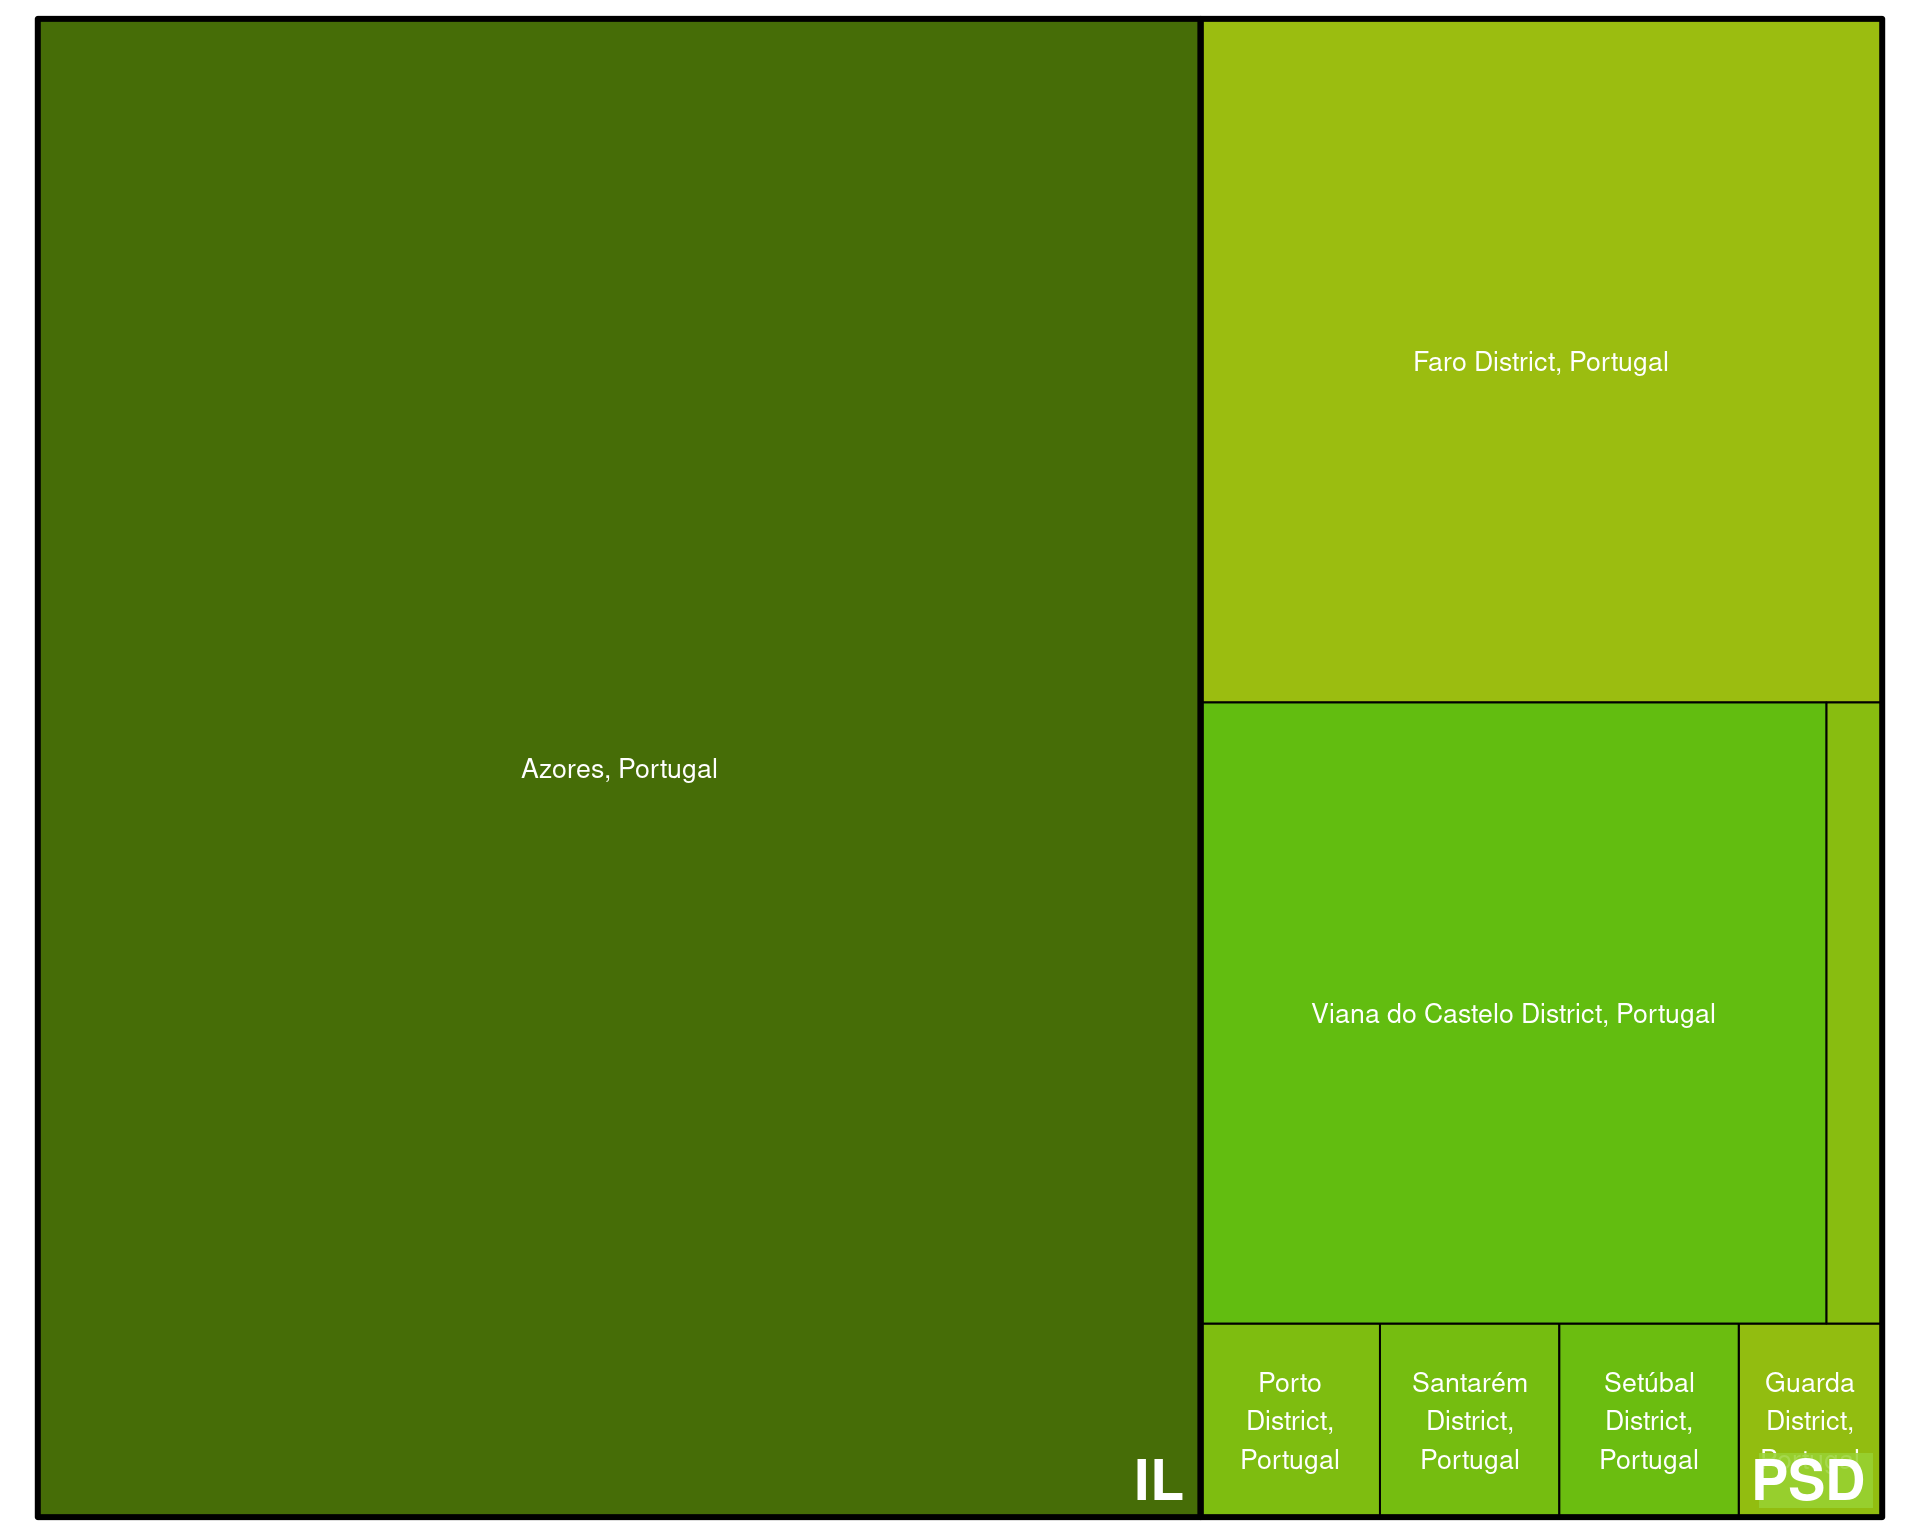 Faro District, Portugal
Azores, Portugal
Viana do Castelo District, Portugal
Porto
District,
Portugal
Santarém
District,
Portugal
Setúbal
District,
Portugal
Guarda
District,
Portugal
IL
PSD